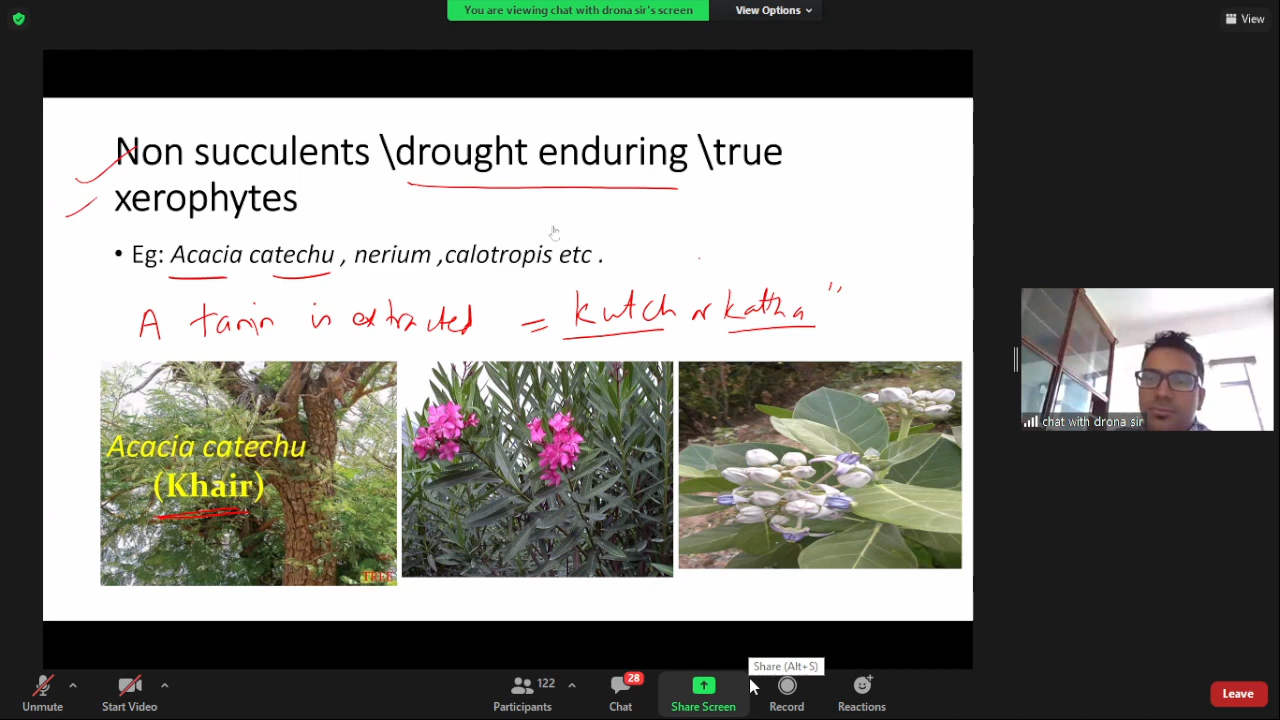 You are viewing chat with drona sir's screen
View Options
View
Non succulents \drought enduring \true
xerophytes
• Eg: Acacia catechu , nerium ,calotropis etc .
A tanin is extracted = kutch or katha "
Acacia catechu
(Khair)
TREE
chat with drona sir
Share (Alt+S)
122
28
Unmute
Start Video
Participants
Chat
Share Screen
Record
Reactions
Leave